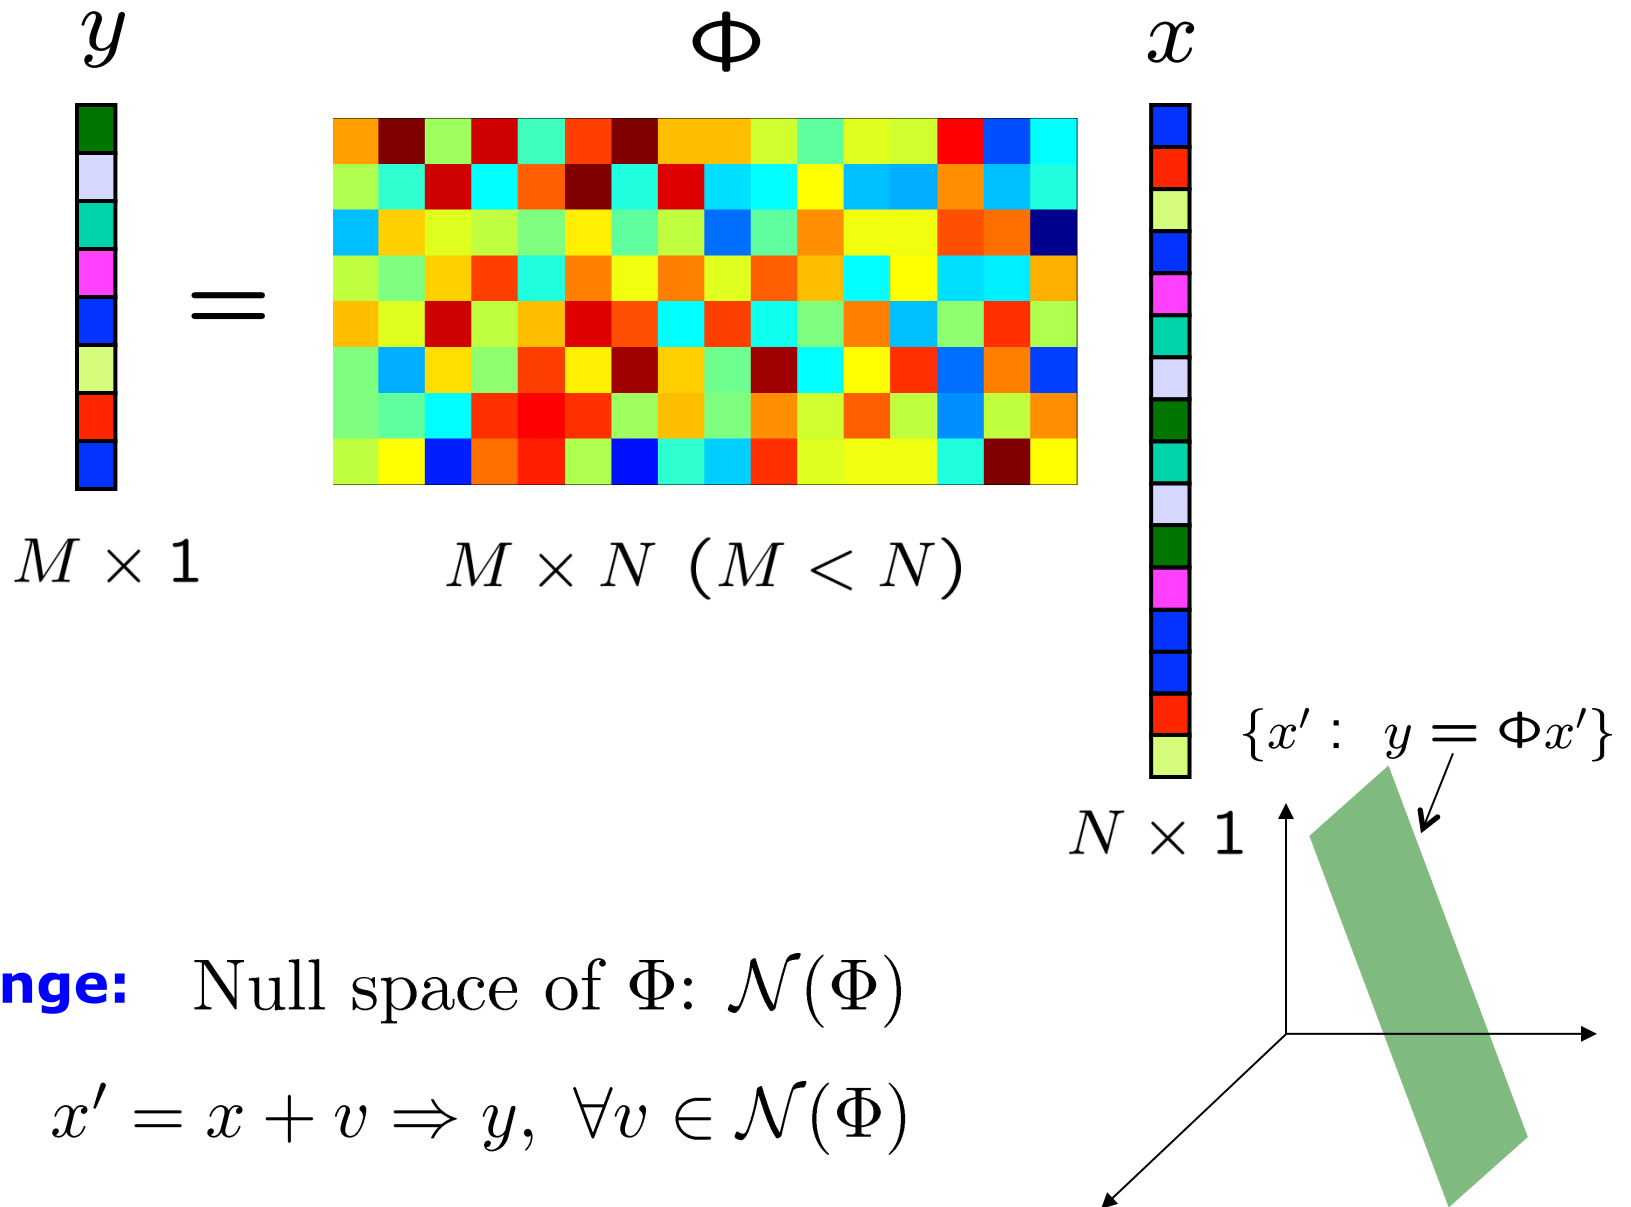 y Φ x
=
M × 1 M × N (M < N)
{x′ : y = Φx′}
N × 1
nge: Null space of Φ: 𝒩(Φ)
x′ = x + v ⇒ y, ∀v ∈ 𝒩(Φ)